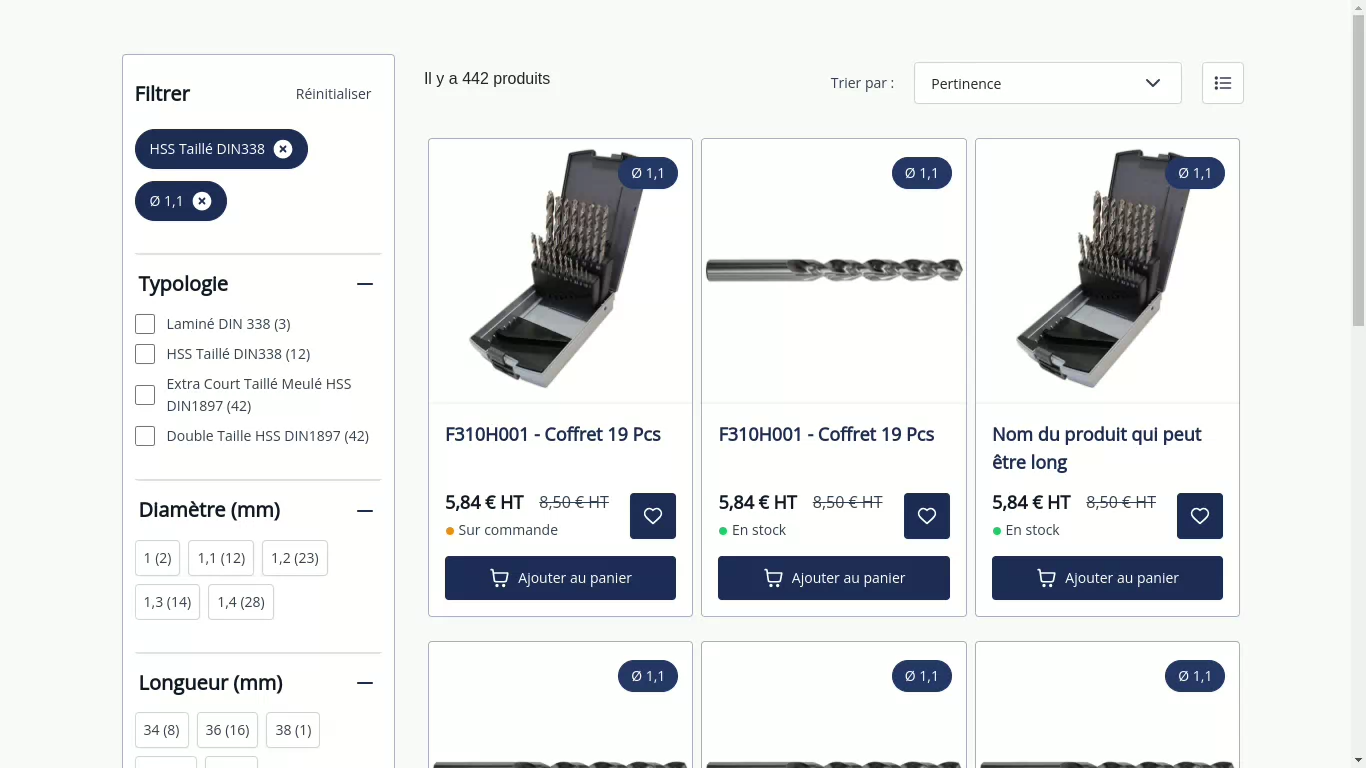 Filtrer
Réinitialiser
HSS Taillé DIN338
Ø 1,1
Typologie
Laminé DIN 338 (3)
HSS Taillé DIN338 (12)
Extra Court Taillé Meulé HSS
DIN1897 (42)
Double Taille HSS DIN1897 (42)
Diamètre (mm)
1 (2)
1,1 (12)
1,2 (23)
1,3 (14)
1,4 (28)
Longueur (mm)
34 (8)
36 (16)
38 (1)
Il y a 442 produits
Trier par :
Pertinence
Ø 1,1
F310H001 - Coffret 19 Pcs
5,84 € HT
8,50 € HT
Sur commande
Ajouter au panier
Ø 1,1
F310H001 - Coffret 19 Pcs
5,84 € HT
8,50 € HT
En stock
Ajouter au panier
Ø 1,1
Nom du produit qui peut
être long
5,84 € HT
8,50 € HT
En stock
Ajouter au panier
Ø 1,1
Ø 1,1
Ø 1,1